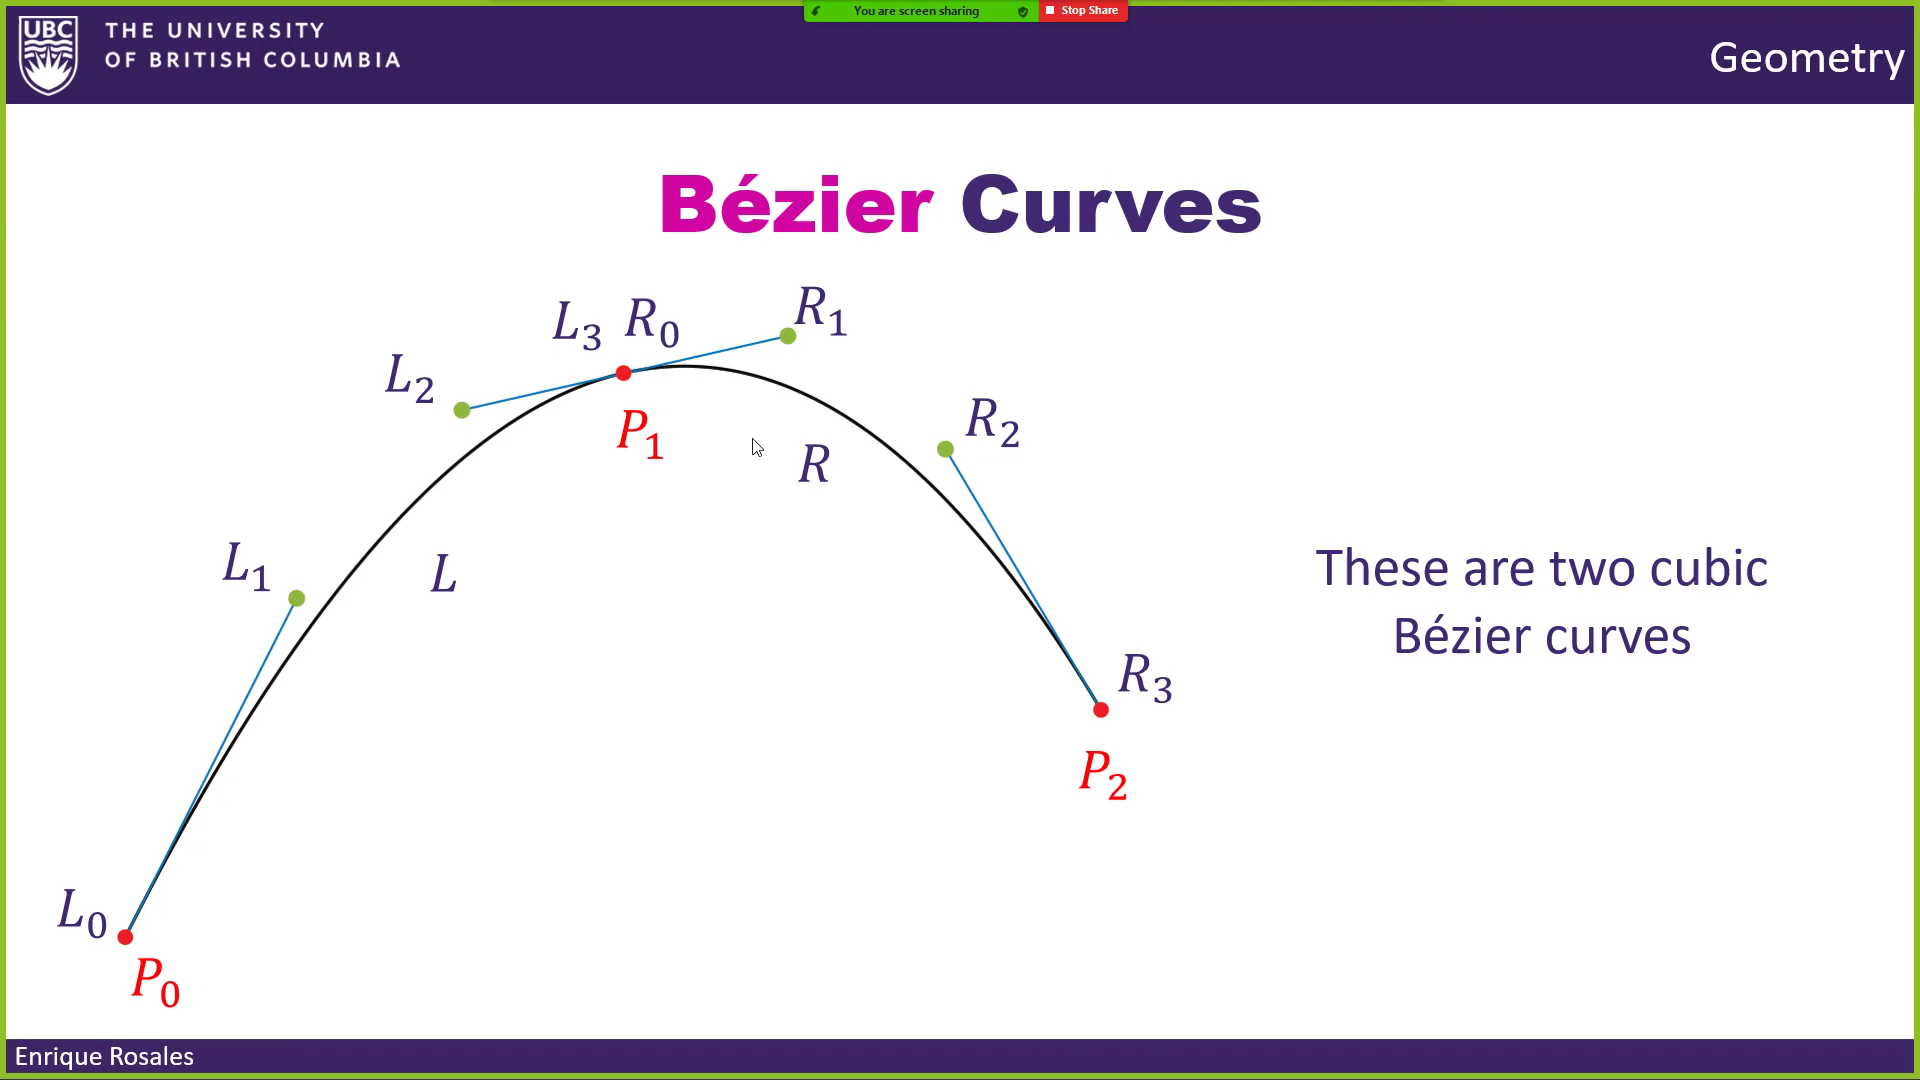 You are screen sharing
Stop Share
UBC
THE UNIVERSITY
OF BRITISH COLUMBIA
Geometry
Bézier Curves
L₃ R₀
R₁
L₂
R₂
P₁
R
L₁
L
These are two cubic
Bézier curves
R₃
P₂
L₀
P₀
Enrique Rosales